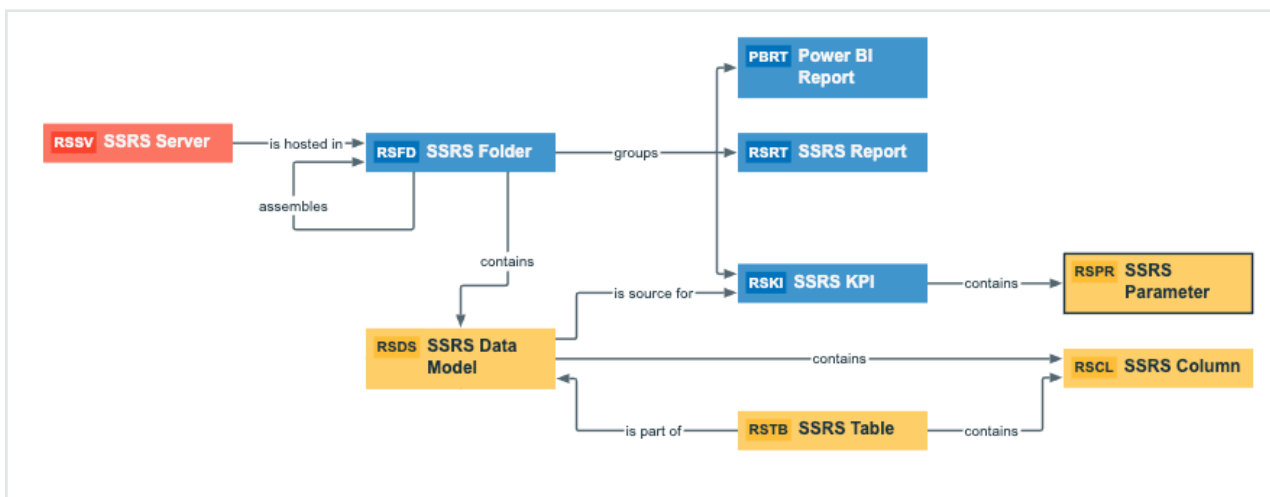 PBRT Power BI
Report
RSSV SSRS Server
is hosted in
RSFD SSRS Folder
groups
RSRT SSRS Report
assembles
contains
RSKI SSRS KPI
contains
RSPR SSRS
Parameter
is source for
RSDS SSRS Data
Model
contains
RSCL SSRS Column
is part of
RSTB SSRS Table
contains